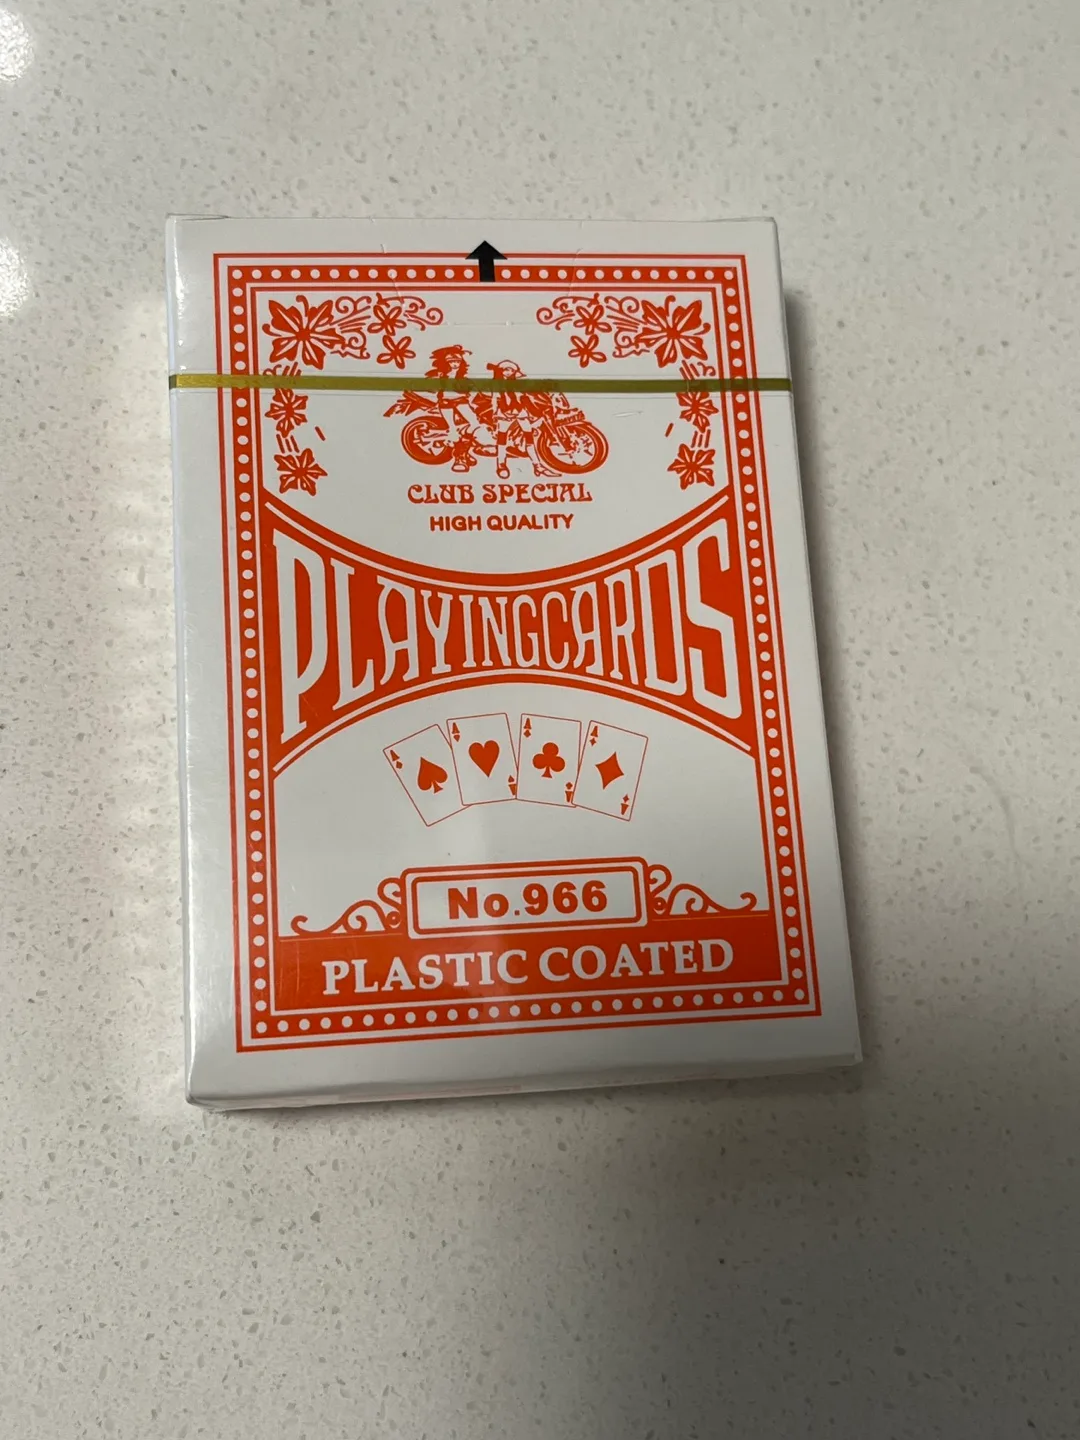 CLUB SPECIAL
HIGH QUALITY
PLAYINGCARDS
A A A A
A A A
No.966
PLASTIC COATED